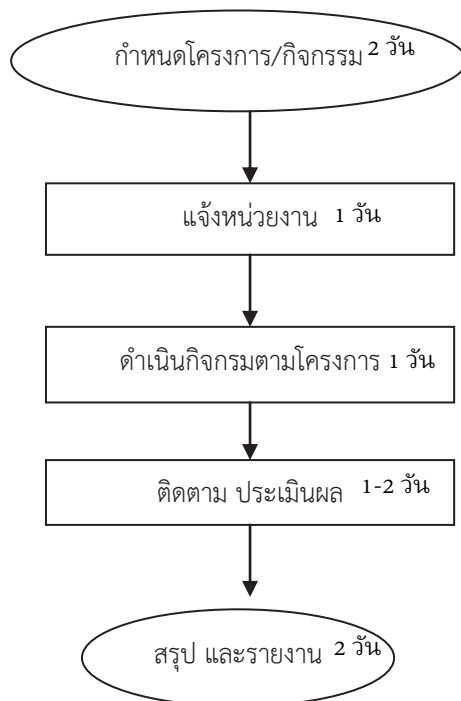 กำหนดโครงการ/กิจกรรม 2 วัน
แจ้งหน่วยงาน 1 วัน
ดำเนินกิจกรมตามโครงการ 1 วัน
ติดตาม ประเมินผล 1-2 วัน
สรุป และรายงาน 2 วัน